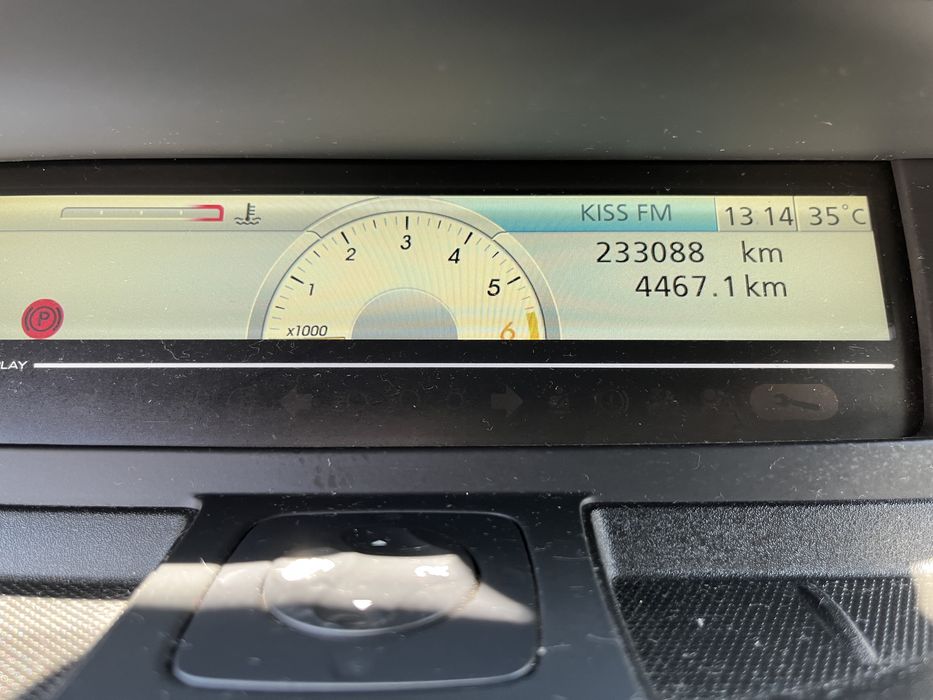 KISS FM 13:14 35°C
233088 km
4467.1 km
1 2 3 4 5 6
x1000
P
LAY